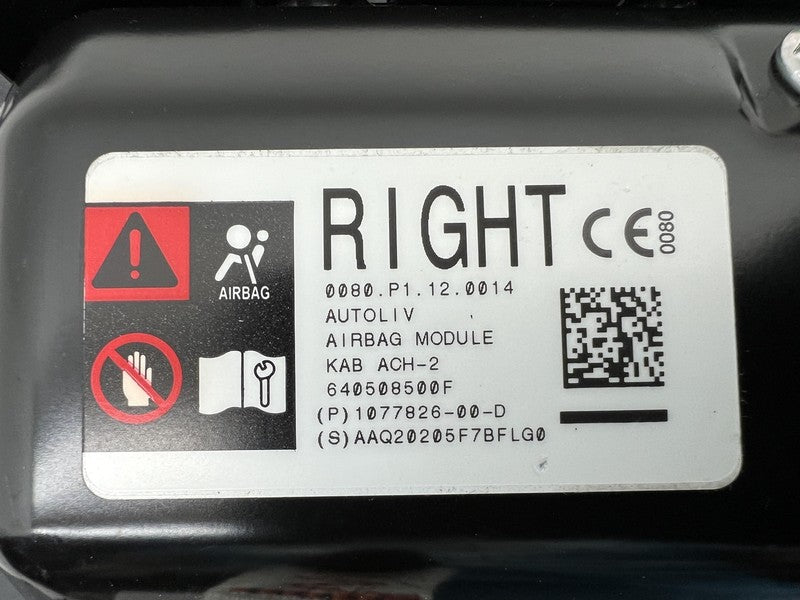 RIGHT CE 0080
AIRBAG
0080.P1.12.0014
AUTOLIV
AIRBAG MODULE
KAB ACH-2
640508500F
(P)1077826-00-D
(S)AAQ20205F7BFLG0